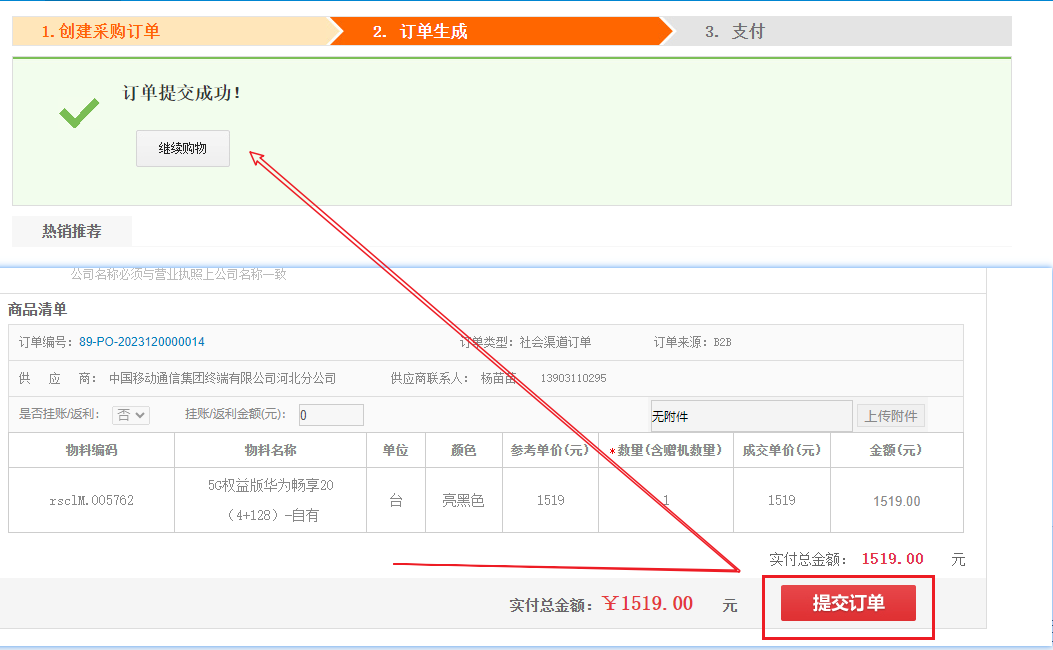 1.创建采购订单 2. 订单生成 3. 支付
订单提交成功！
继续购物
热销推荐
公司名称必须与营业执照上公司名称一致
商品清单
订单编号：89-PO-2023120000014 订单类型：社会渠道订单 订单来源：B2B
供 应 商： 中国移动通信集团终端有限公司河北分公司 供应商联系人： 杨苗苗 13903110295
是否挂账/返利： 否 挂账/返利金额(元)： 0 无附件 上传附件
物料编码 物料名称 单位 颜色 参考单价(元) *数量(含赠机数量) 成交单价(元) 金额(元)
rsclM.005762 5G权益版华为畅享20 台 亮黑色 1519 1 1519 1519.00
（4+128）-自有
实付总金额： 1519.00 元
实付总金额：￥1519.00 元 提交订单